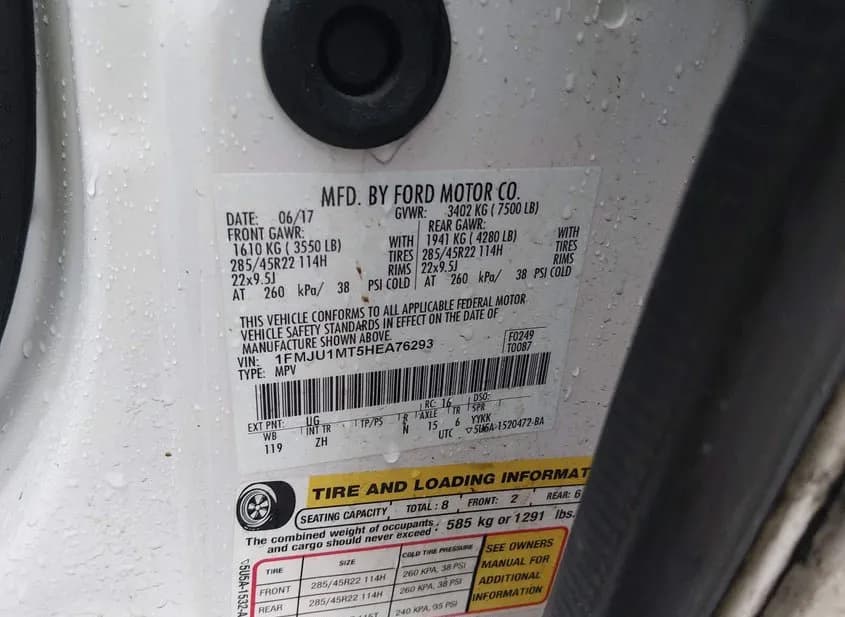 MFD. BY FORD MOTOR CO.
DATE: 06/17 GVWR: 3402 KG ( 7500 LB)
FRONT GAWR: REAR GAWR:
1610 KG ( 3550 LB) WITH 1941 KG ( 4280 LB) WITH
285/45R22 114H TIRES 285/45R22 114H TIRES
22x9.5J RIMS 22x9.5J RIMS
AT 260 kPa/ 38 PSI COLD AT 260 kPa/ 38 PSI COLD
THIS VEHICLE CONFORMS TO ALL APPLICABLE FEDERAL MOTOR
VEHICLE SAFETY STANDARDS IN EFFECT ON THE DATE OF
MANUFACTURE SHOWN ABOVE.
VIN: 1FMJU1MT5HEA76293 F0249
TYPE: MPV T0087
EXT PNT: UG RC: 16 DSO:
WB INT TR TP/PS R AXLE TR SPR
119 ZH N 15 6 YYKK
UTC ▽5U6A-1520472-BA
TIRE AND LOADING INFORMAT
SEATING CAPACITY TOTAL : 8 FRONT: 2 REAR: 6
The combined weight of occupants and cargo should never exceed : 585 kg or 1291 lbs.
TIRE SIZE COLD TIRE PRESSURE SEE OWNERS
FRONT 285/45R22 114H 260 KPA, 38 PSI MANUAL FOR
REAR 285/45R22 114H 260 KPA, 38 PSI ADDITIONAL
240 KPA, 35 PSI INFORMATION
▽5U5A-1532-A